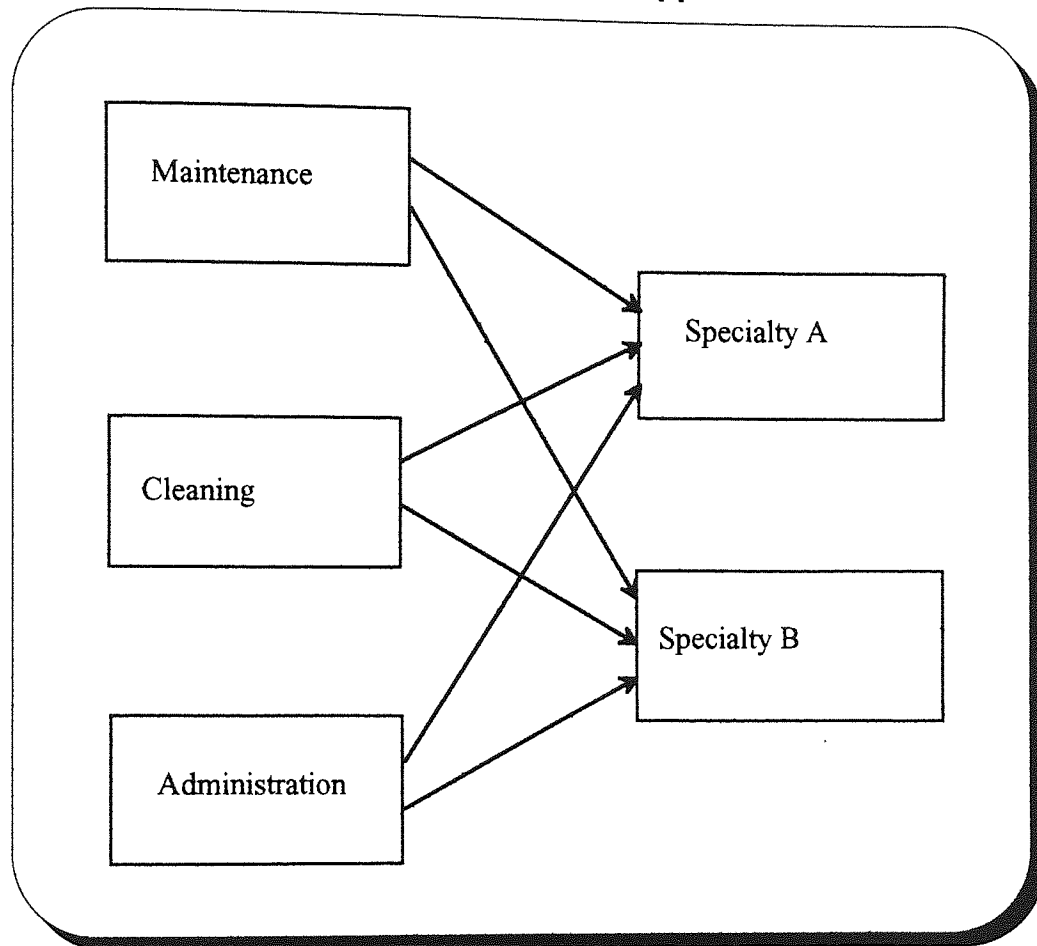 Maintenance
Specialty A
Cleaning
Specialty B
Administration